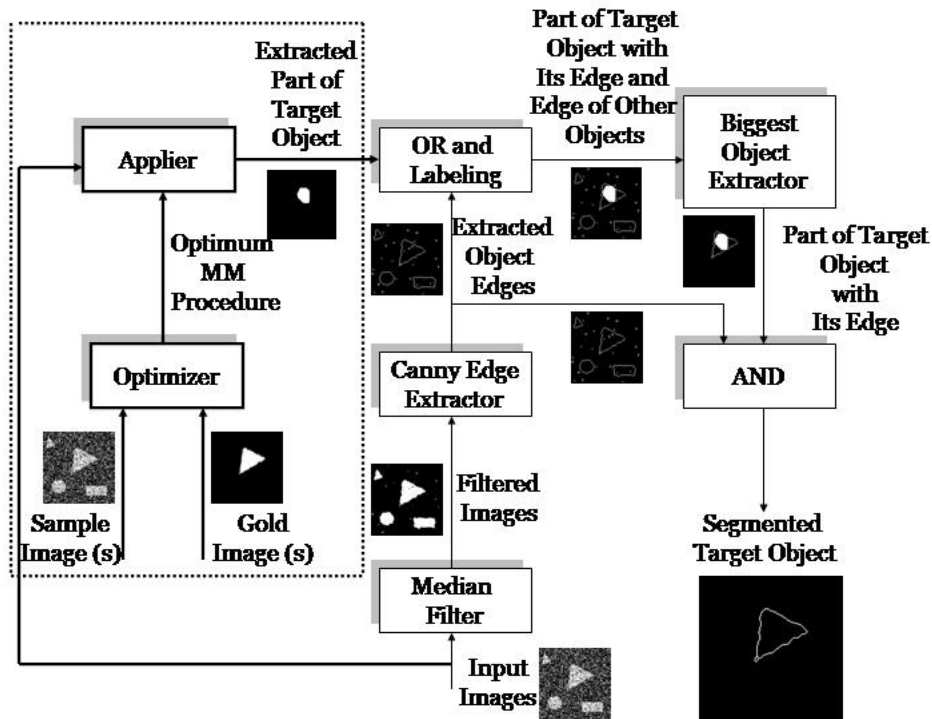 Extracted
Part of
Target
Object
Part of Target
Object with
Its Edge and
Edge of Other
Objects
Applier
OR and
Labeling
Biggest
Object
Extractor
Optimum
MM
Procedure
Extracted
Object
Edges
Part of Target
Object
with
Its Edge
Optimizer
Canny Edge
Extractor
AND
Sample
Image (s)
Gold
Image (s)
Filtered
Images
Segmented
Target Object
Median
Filter
Input
Images